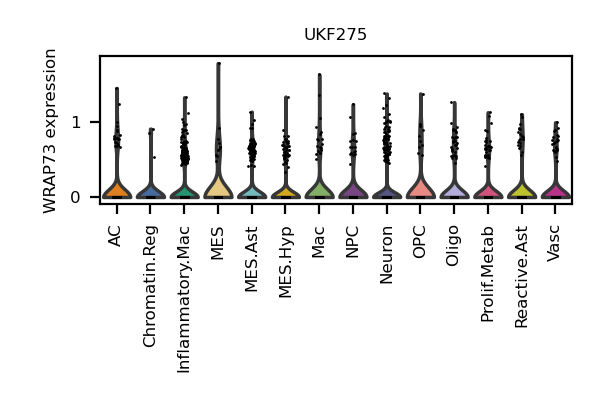 UKF275
WRAP73 expression
1
0
AC
Chromatin.Reg
Inflammatory.Mac
MES
MES.Ast
MES.Hyp
Mac
NPC
Neuron
OPC
Oligo
Prolif.Metab
Reactive.Ast
Vasc